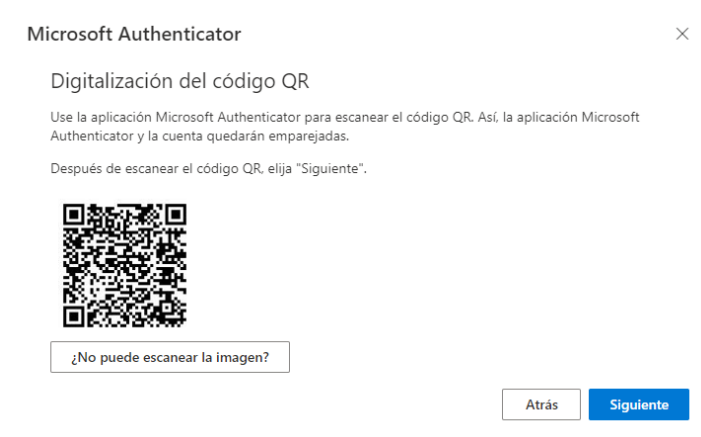 Microsoft Authenticator
Digitalización del código QR
Use la aplicación Microsoft Authenticator para escanear el código QR. Así, la aplicación Microsoft
Authenticator y la cuenta quedarán emparejadas.
Después de escanear el código QR, elija "Siguiente".
¿No puede escanear la imagen?
Atrás
Siguiente